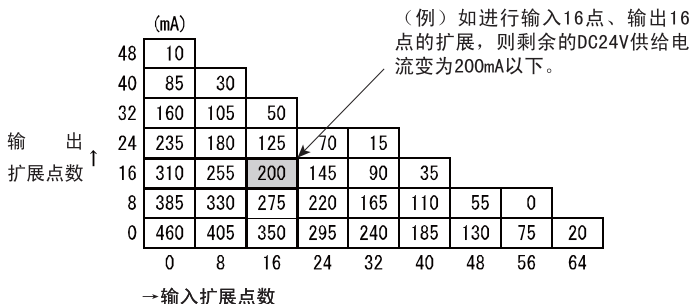 (mA)
（例）如进行输入16点、输出16
点的扩展，则剩余的DC24V供给电
流变为200mA以下。
48 10
40 85 30
32 160 105 50
输 出
扩展点数 ↑
24 235 180 125 70 15
16 310 255 200 145 90 35
8 385 330 275 220 165 110 55 0
0 460 405 350 295 240 185 130 75 20
0 8 16 24 32 40 48 56 64
→输入扩展点数